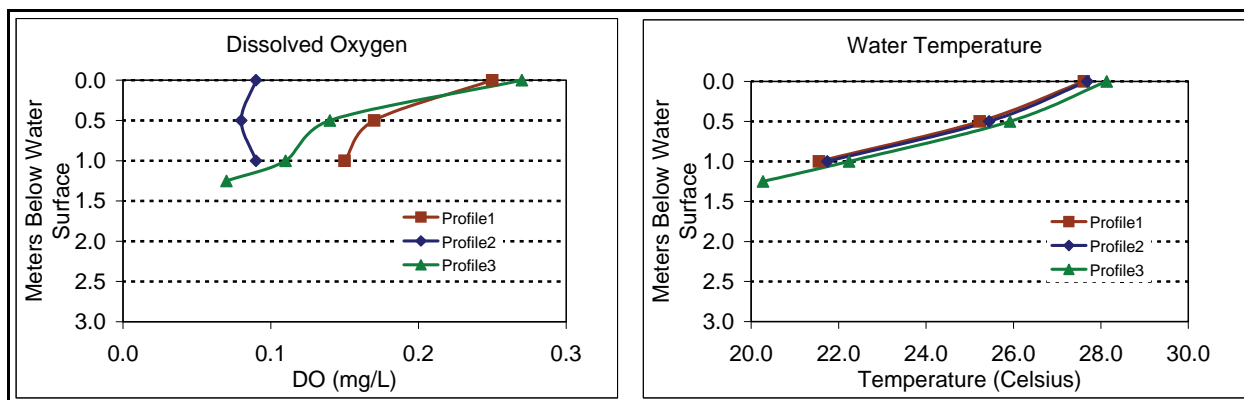 Dissolved Oxygen
Meters Below Water
Surface
0.0
0.5
1.0
1.5
2.0
2.5
3.0
0.0
0.1
0.2
0.3
DO (mg/L)
Profile1
Profile2
Profile3
Water Temperature
Meters Below Water
Surface
0.0
0.5
1.0
1.5
2.0
2.5
3.0
20.0
22.0
24.0
26.0
28.0
30.0
Temperature (Celsius)
Profile1
Profile2
Profile3